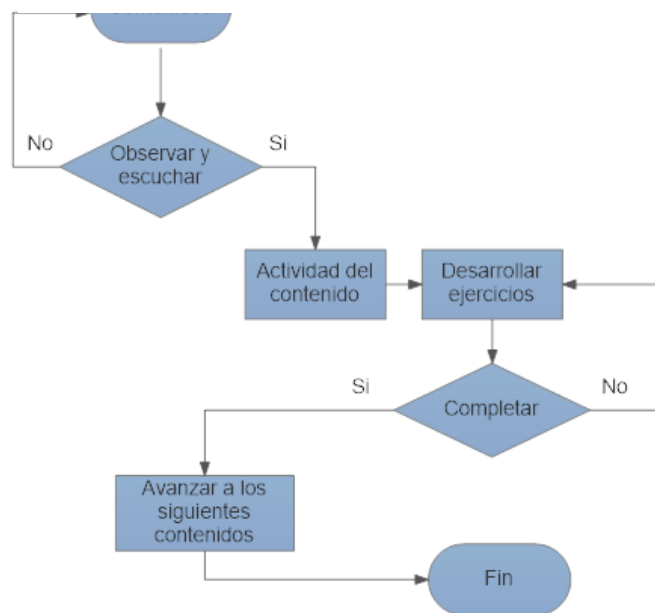 No
Si
Observar y
escuchar
Actividad del
contenido
Desarrollar
ejercicios
Si
No
Completar
Avanzar a los
siguientes
contenidos
Fin